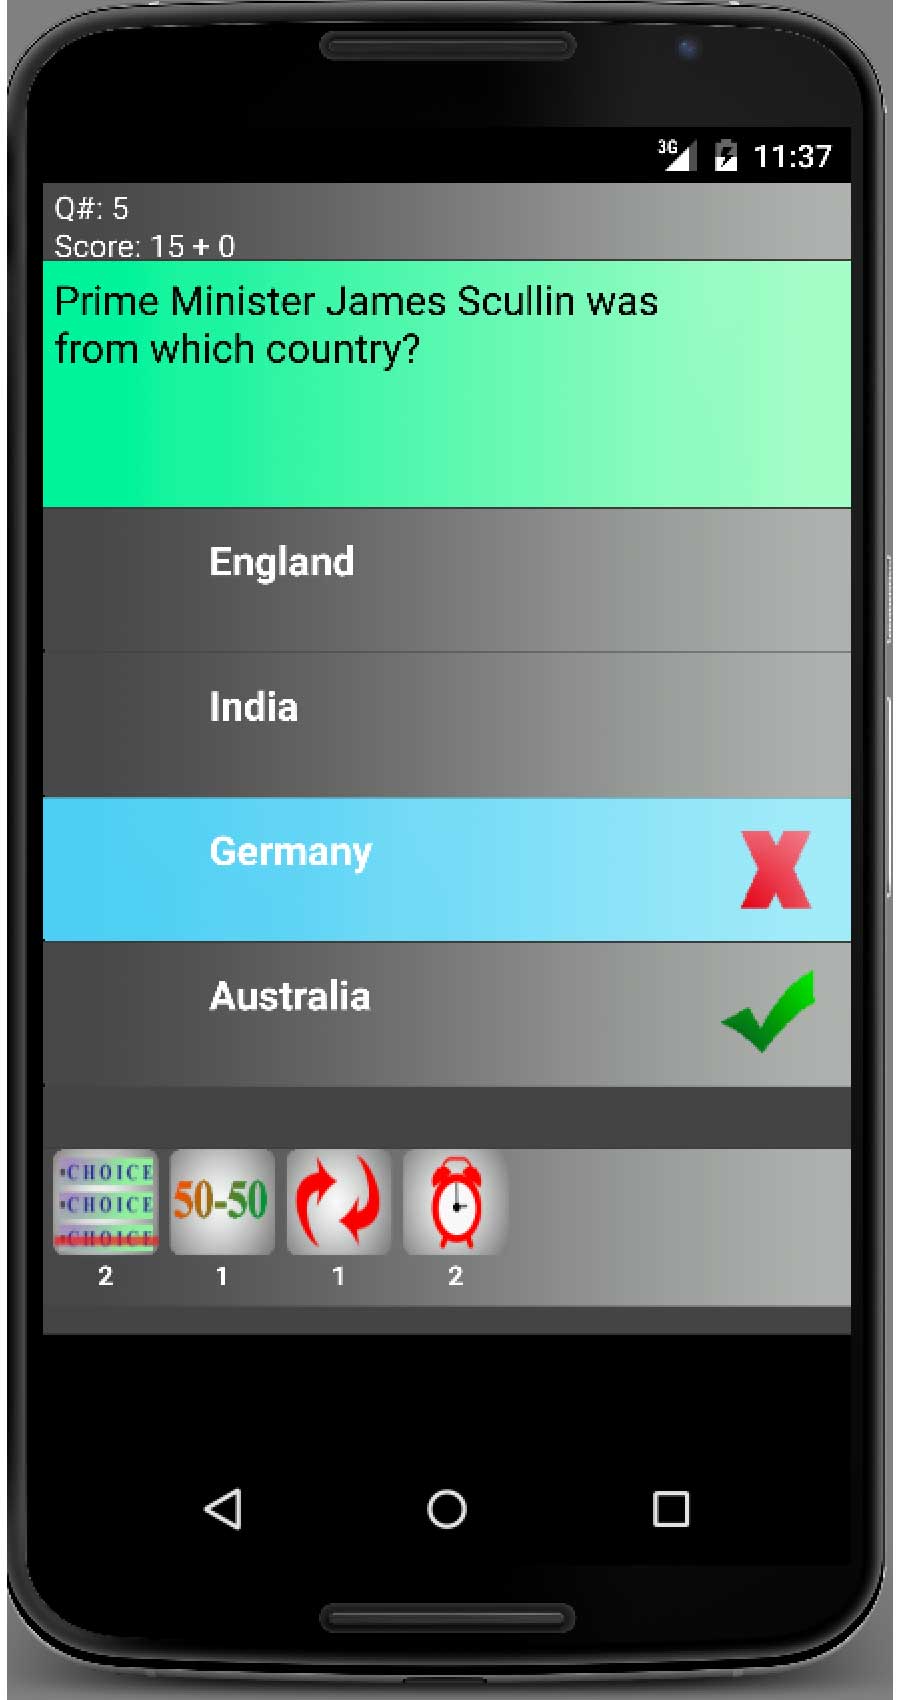 3G 11:37
Q#: 5
Score: 15 + 0
Prime Minister James Scullin was
from which country?
England
India
Germany
X
Australia
•CHOICE
•CHOICE
•CHOICE
50-50
2 1 1 2